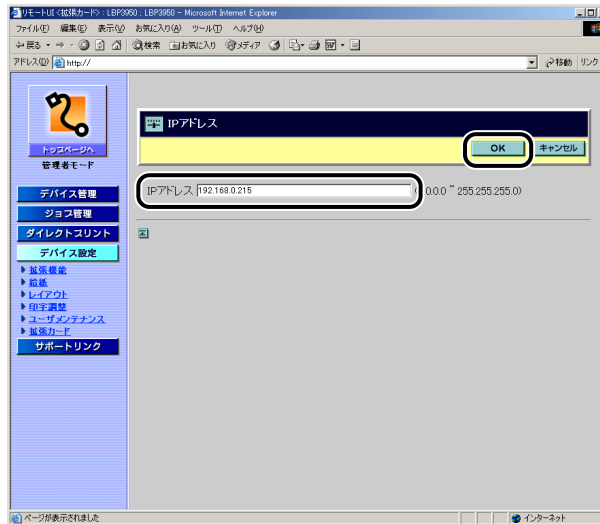 リモートUI <拡張カード> : LBP3950 ; LBP3950 - Microsoft Internet Explorer
ファイル(F) 編集(E) 表示(V) お気に入り(A) ツール(T) ヘルプ(H)
戻る 検索 お気に入り メディア
アドレス(D) http:// 移動 リンク
トップページへ
管理者モード
デバイス管理
ジョブ管理
ダイレクトプリント
デバイス設定
拡張機能
給紙
レイアウト
印字調整
ユーザメンテナンス
拡張カード
サポートリンク
IPアドレス
OK キャンセル
IPアドレス 192.168.0.215 .0.0.0 ~ 255.255.255.0)
ページが表示されました インターネット